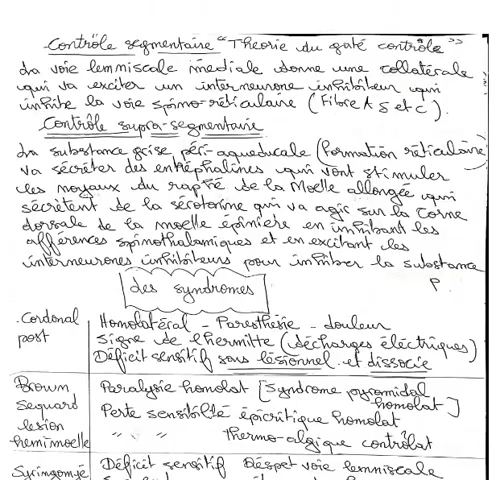 Contrôle segmentaire "Theorie du gaté contrôle"
La voie lemniscale médiale donne une collatérale
qui va exciter un interneurone inhibiteur qui
inhibe la voie spino-réticulaire (Fibre A δ et c).
Contrôle supra-segmentaire
La substance grise péri-aqueducale (formation réticulaire)
va sécréter des enképhalines qui vont stimuler
les noyaux du raphé de la Moelle allongée qui
sécrètent de la sérotonine qui va agir sur la corne
dorsale de la moelle épinière en inhibant les
afférences spinothalamiques et en excitant les
interneurones inhibiteurs pour inhiber la substance
P.
des syndromes
Cordonal post
Homolatéral - Paresthésie - douleur
Signe de l'hermitte (décharges électriques)
Déficit sensitif sous lésionnel et dissocié
Brown Sequard lesion hemimoelle
Paralysie homolat [Syndrome pyramidal homolat]
Perte sensibilité épicritique homolat
" " thermo-algique contrôlat
Syringomyé
Déficit sensitif Respet voie lemniscale